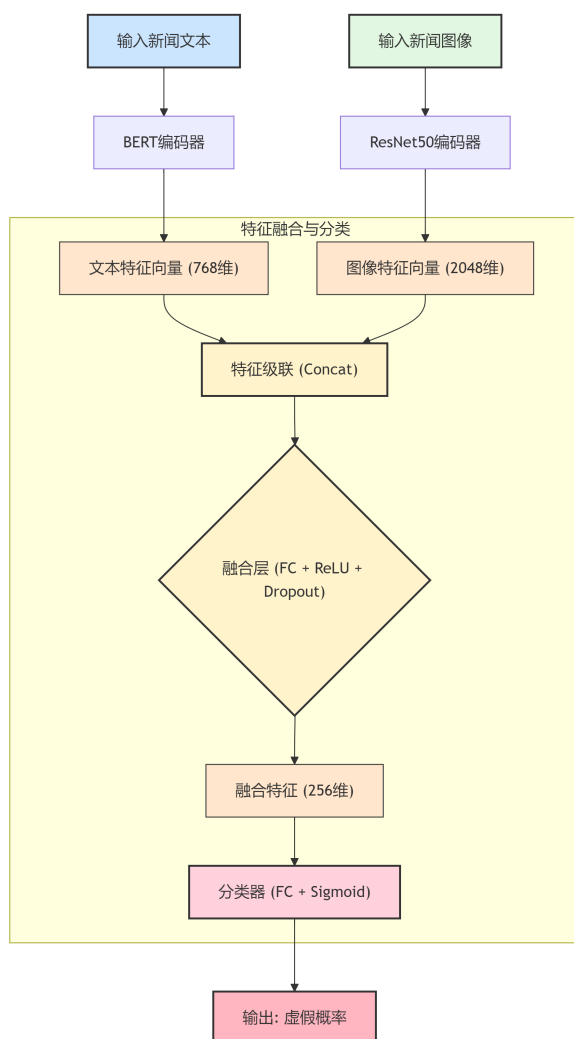 输入新闻文本
输入新闻图像
BERT编码器
ResNet50编码器
特征融合与分类
文本特征向量 (768维)
图像特征向量 (2048维)
特征级联 (Concat)
融合层 (FC + ReLU +
Dropout)
融合特征 (256维)
分类器 (FC + Sigmoid)
输出: 虚假概率